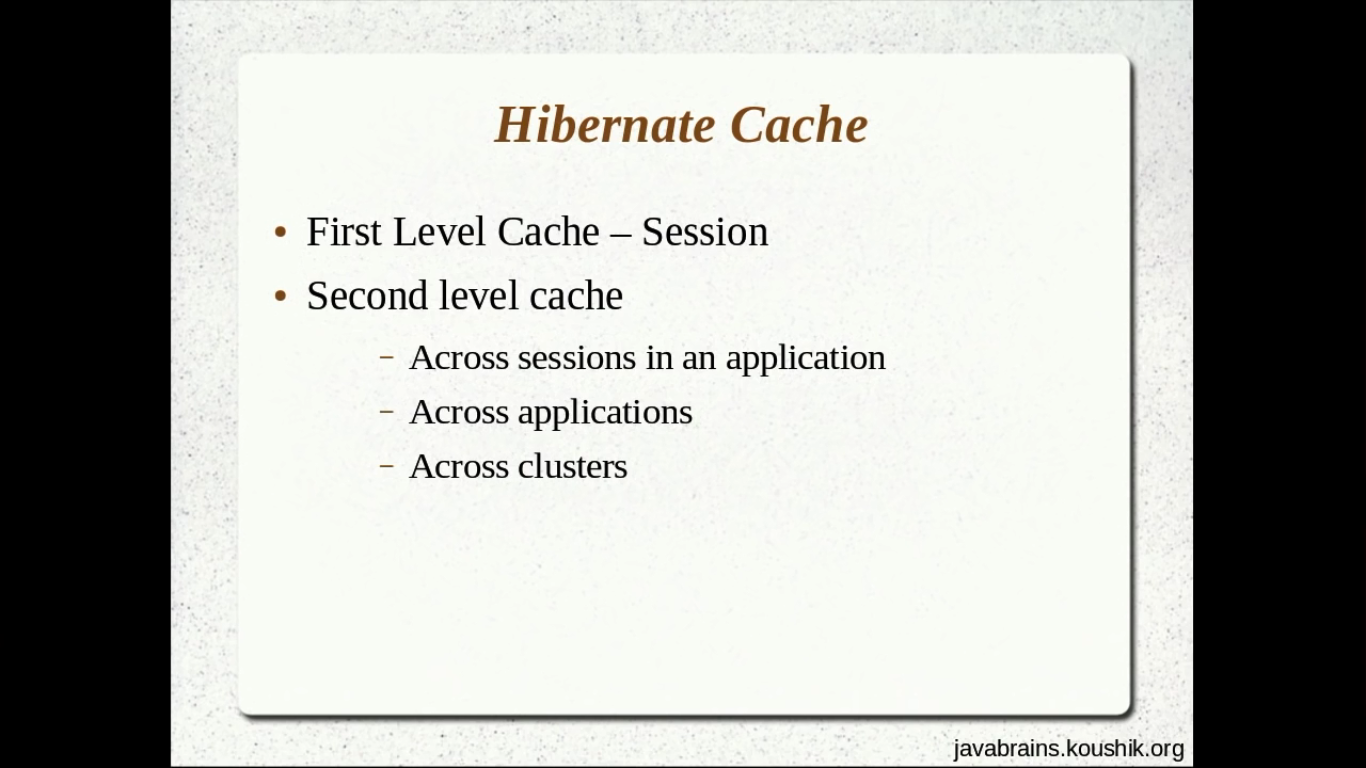 Hibernate Cache
• First Level Cache – Session
• Second level cache
– Across sessions in an application
– Across applications
– Across clusters
javabrains.koushik.org